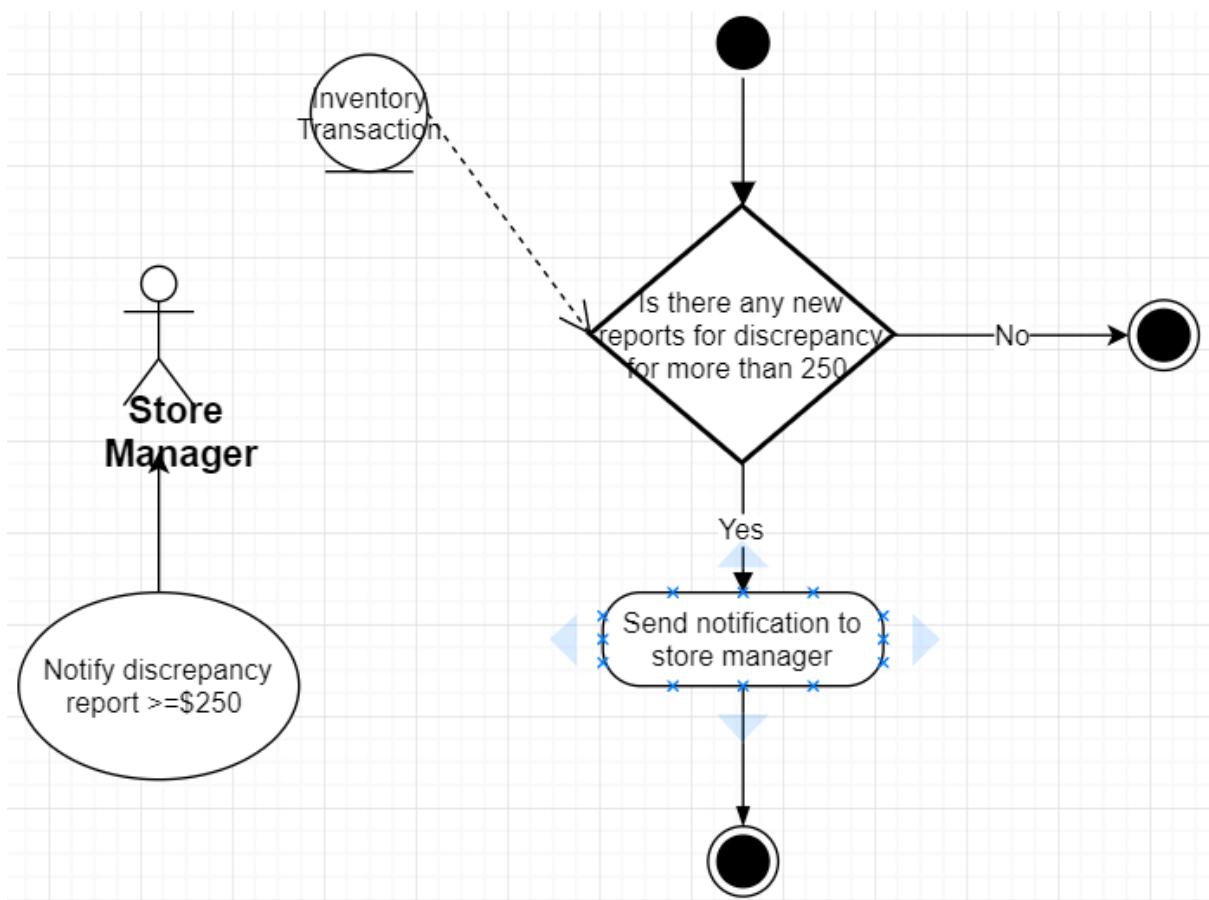 Inventory
Transaction
Is there any new
reports for discrepancy
for more than 250
No
Store
Manager
Yes
Send notification to
store manager
Notify discrepancy
report >=$250